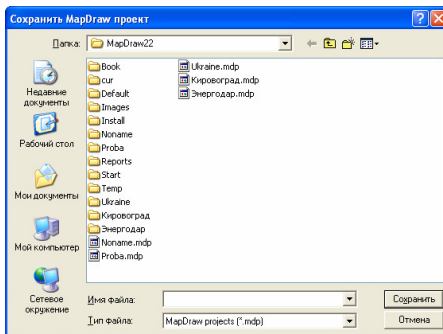 Сохранить MapDraw проект
Папка:
MapDraw22
Недавние документы
Рабочий стол
Мои документы
Мой компьютер
Сетевое окружение
Book
cur
Default
Images
Install
Noname
Proba
Reports
Start
Temp
Ukraine
Кировоград
Энергодар
Noname.mdp
Proba.mdp
Ukraine.mdp
Кировоград.mdp
Энергодар.mdp
Имя файла:
Сохранить
Тип файла:
MapDraw projects (*.mdp)
Отмена